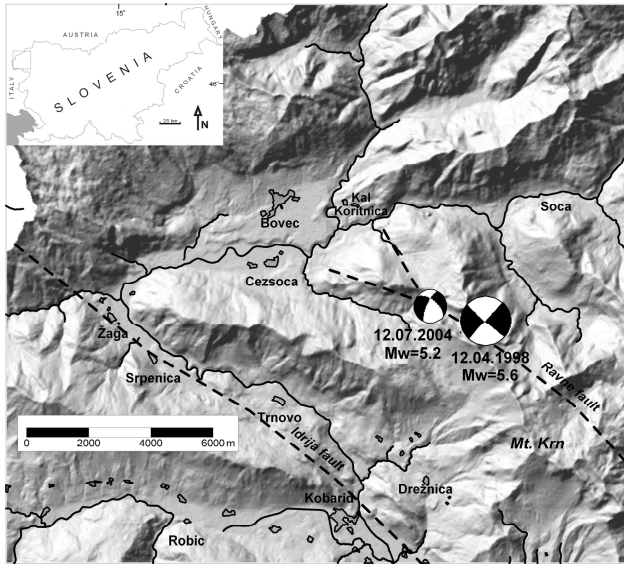 15°
AUSTRIA
HUNGARY
SLOVENIA
ITALY
CROATIA
46°
25 km
N
Kal
Koritnica
Soca
Bovec
Cezsoca
12.07.2004
Mw=5.2
12.04.1998
Mw=5.6
Žaga
Srpenica
Ravne fault
Trnovo
0 2000 4000 6000 m
Idrija fault
Mt. Krn
Drežnica
Kobarid
Robic